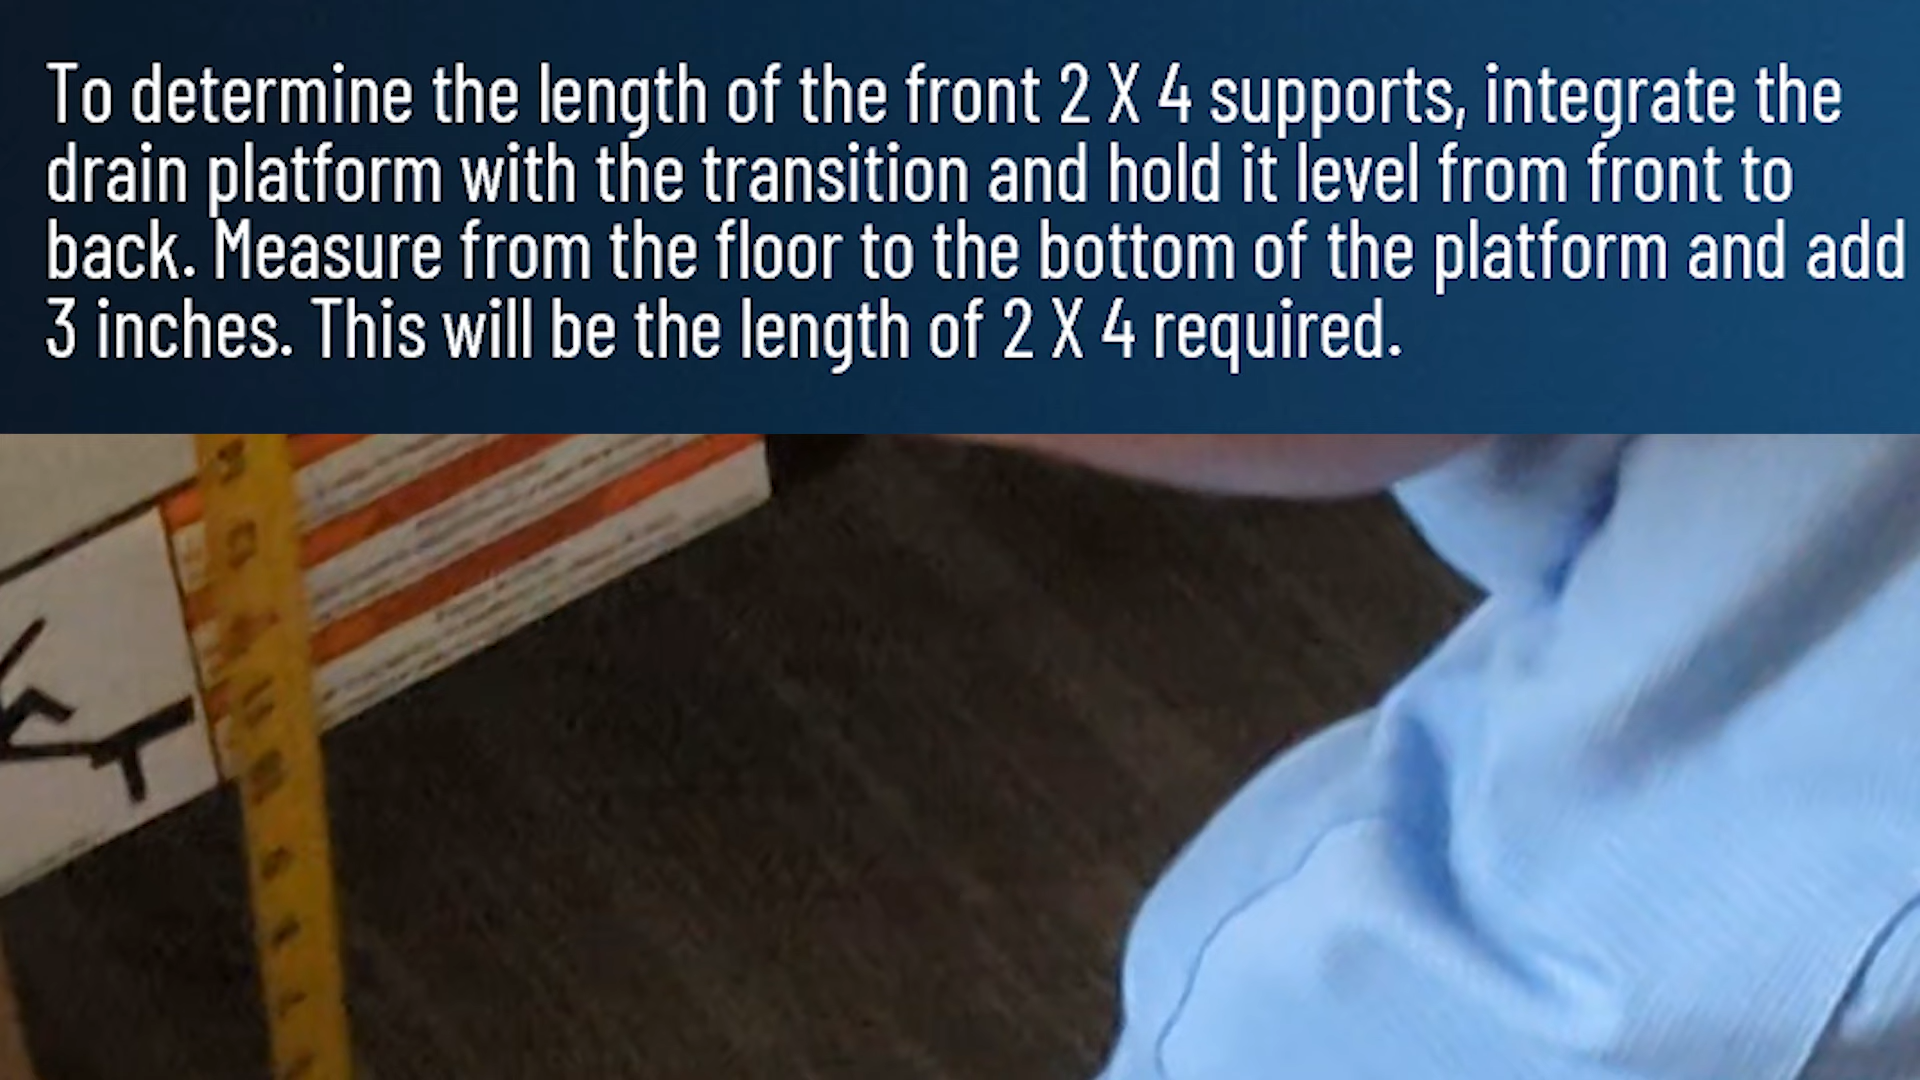 To determine the length of the front 2 X 4 supports, integrate the
drain platform with the transition and hold it level from front to
back. Measure from the floor to the bottom of the platform and add
3 inches. This will be the length of 2 X 4 required.